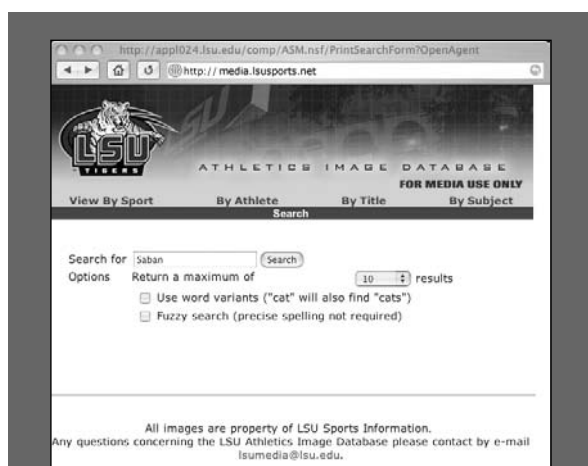 http://appl024.lsu.edu/comp/ASM.nsf/PrintSearchForm?OpenAgent
http://media.lsusports.net
LSU
TIGERS
ATHLETICS IMAGE DATABASE
FOR MEDIA USE ONLY
View By Sport By Athlete By Title By Subject
Search
Search for Saban Search
Options Return a maximum of 10 results
Use word variants ("cat" will also find "cats")
Fuzzy search (precise spelling not required)
All images are property of LSU Sports Information.
Any questions concerning the LSU Athletics Image Database please contact by e-mail
lsumedia@lsu.edu.